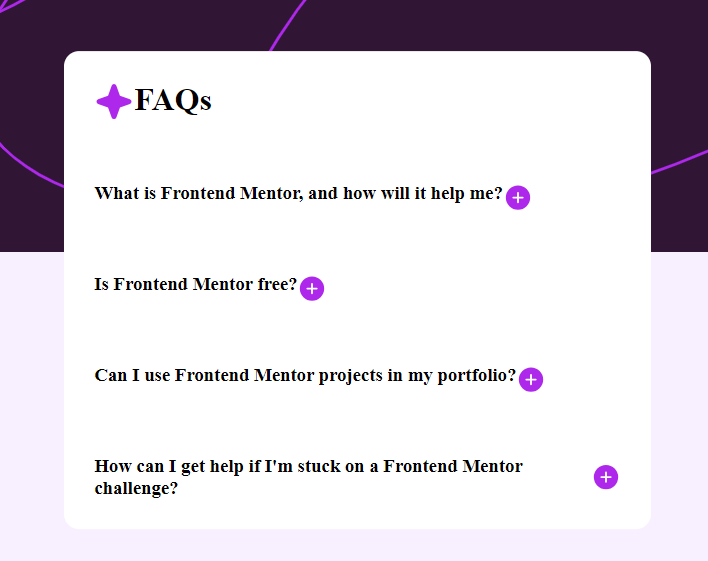 FAQs
What is Frontend Mentor, and how will it help me?
Is Frontend Mentor free?
Can I use Frontend Mentor projects in my portfolio?
How can I get help if I'm stuck on a Frontend Mentor
challenge?